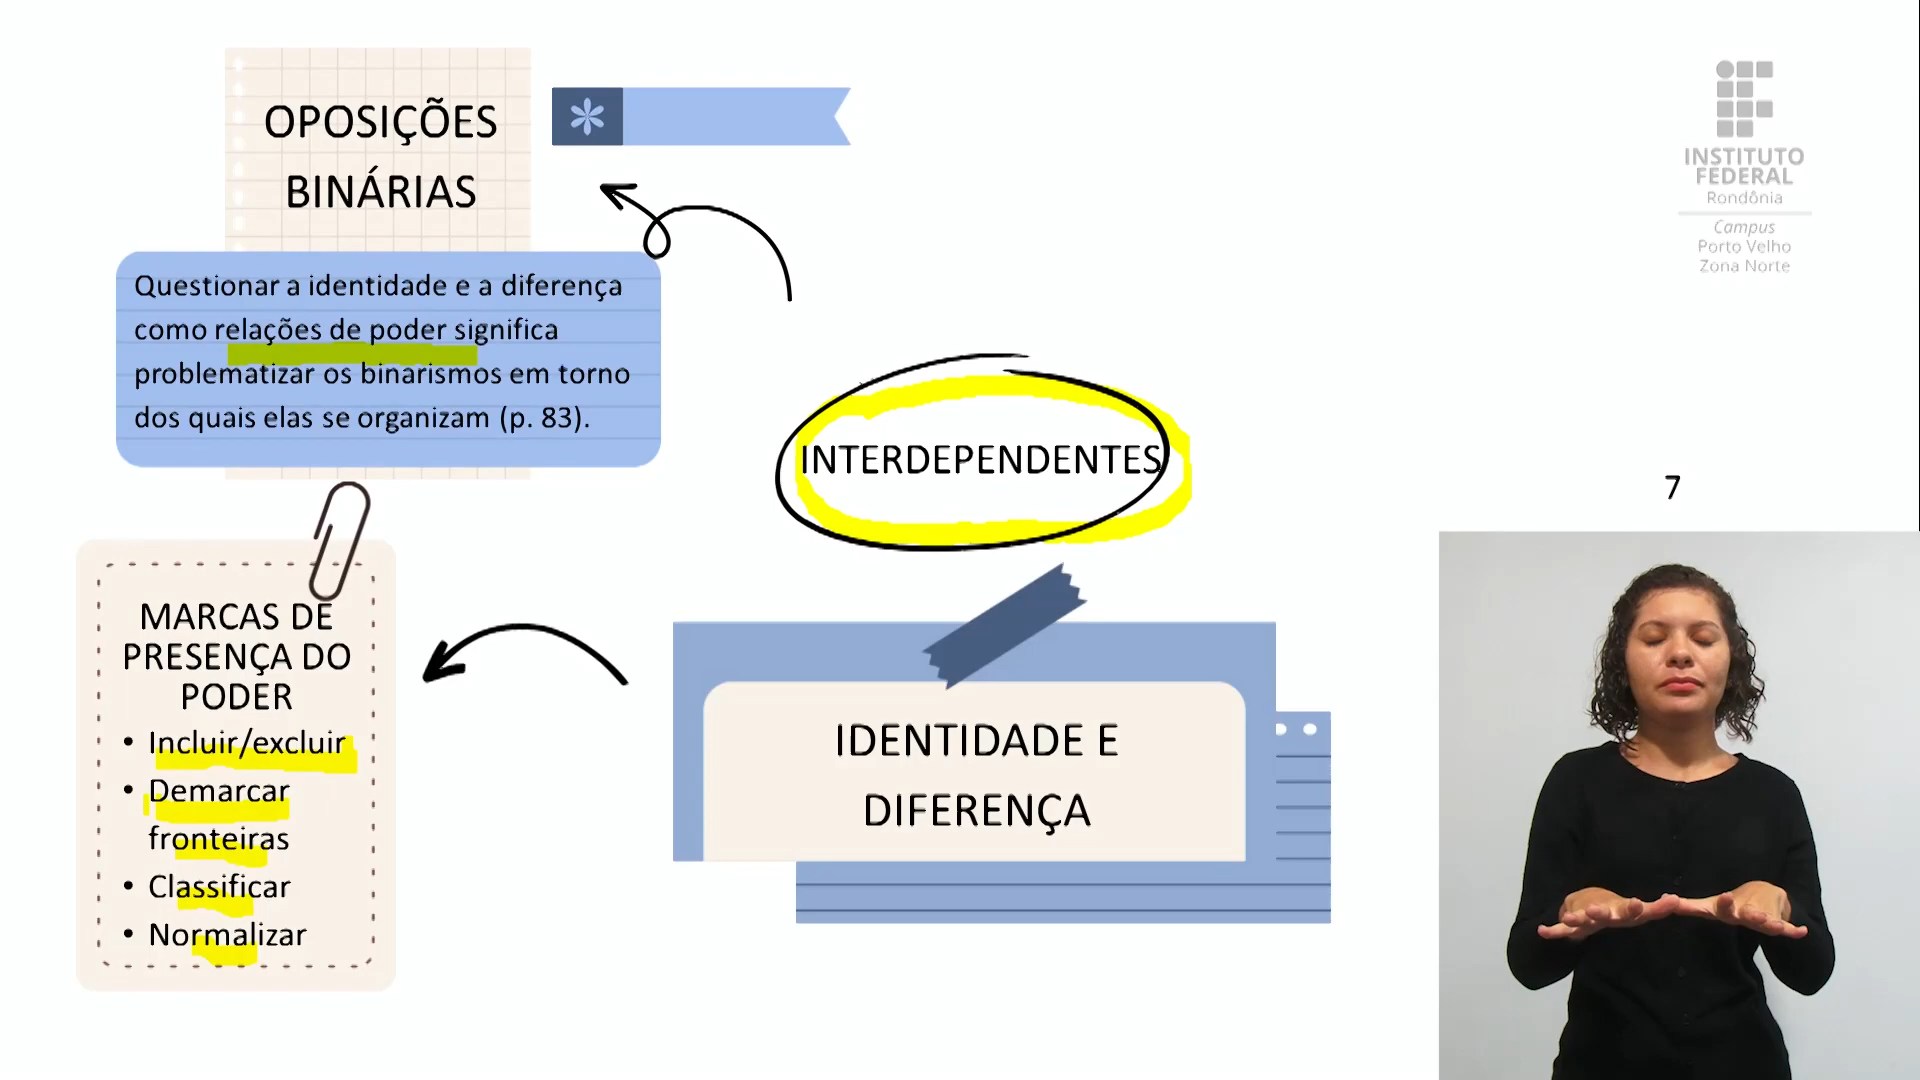 OPOSIÇÕES
BINÁRIAS
Questionar a identidade e a diferença
como relações de poder significa
problematizar os binarismos em torno
dos quais elas se organizam (p. 83).
INTERDEPENDENTES
MARCAS DE
PRESENÇA DO
PODER
• Incluir/excluir
• Demarcar
fronteiras
• Classificar
• Normalizar
IDENTIDADE E
DIFERENÇA
INSTITUTO
FEDERAL
Rondônia
Campus
Porto Velho
Zona Norte
7